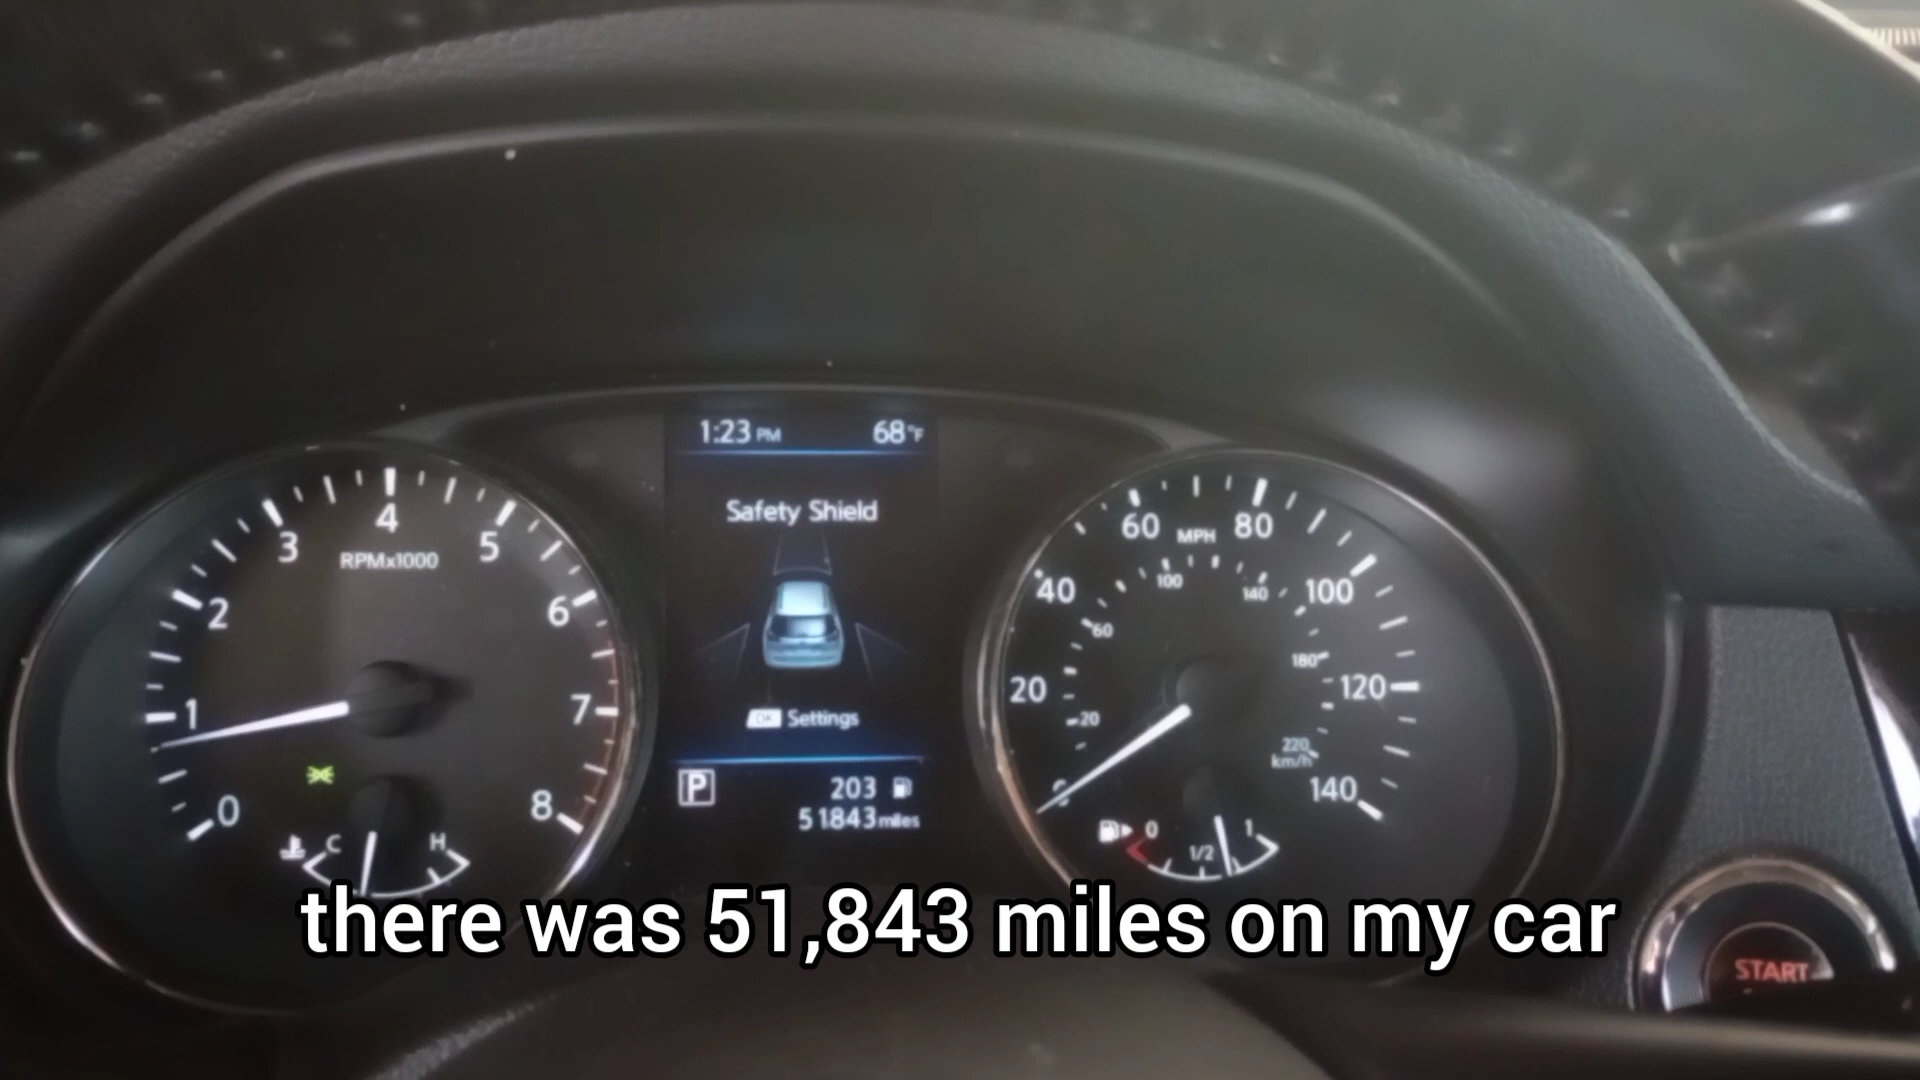 1:23 PM 68°F
Safety Shield
OK Settings
P 203
51843 miles
0 1 2 3 4 5 6 7 8
RPMx1000
C H
20 40 60 80 100 120 140
MPH
20 60 100 140 180 220
km/h
0 1/2 1
START
there was 51,843 miles on my car